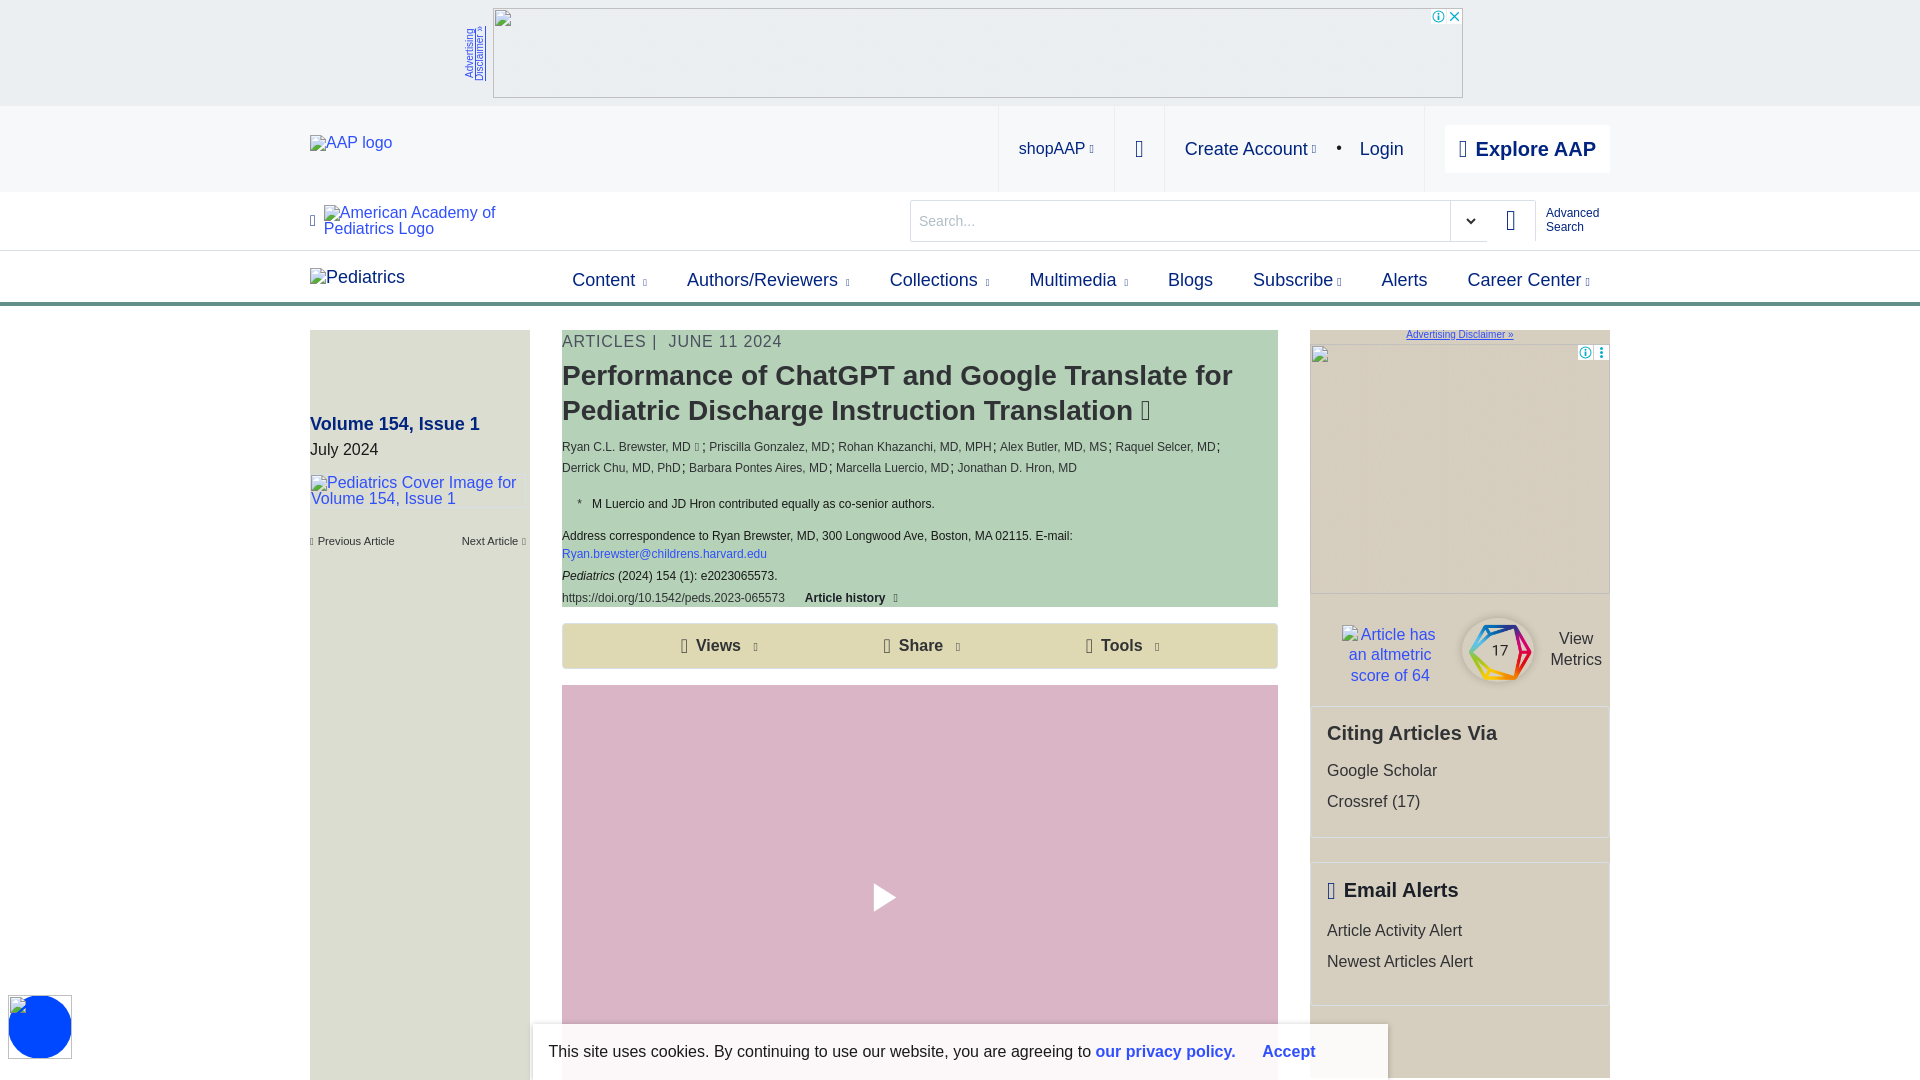 Advertising
Disclaimer »
AAP logo
shopAAP
Create Account
•
Login
Explore AAP
American Academy of
Pediatrics Logo
Search...
Advanced
Search
Pediatrics
Content
Authors/Reviewers
Collections
Multimedia
Blogs
Subscribe
Alerts
Career Center
Volume 154, Issue 1
July 2024
Pediatrics Cover Image for
Volume 154, Issue 1
Previous Article
Next Article
ARTICLES | JUNE 11 2024
Performance of ChatGPT and Google Translate for
Pediatric Discharge Instruction Translation
Ryan C.L. Brewster, MD ; Priscilla Gonzalez, MD; Rohan Khazanchi, MD, MPH; Alex Butler, MD, MS; Raquel Selcer, MD;
Derrick Chu, MD, PhD; Barbara Pontes Aires, MD; Marcella Luercio, MD; Jonathan D. Hron, MD
* M Luercio and JD Hron contributed equally as co-senior authors.
Address correspondence to Ryan Brewster, MD, 300 Longwood Ave, Boston, MA 02115. E-mail:
Ryan.brewster@childrens.harvard.edu
Pediatrics (2024) 154 (1): e2023065573.
https://doi.org/10.1542/peds.2023-065573 Article history
Views
Share
Tools
Advertising Disclaimer »
Article has
an altmetric
score of 64
17
View
Metrics
Citing Articles Via
Google Scholar
Crossref (17)
Email Alerts
Article Activity Alert
Newest Articles Alert
This site uses cookies. By continuing to use our website, you are agreeing to our privacy policy. Accept